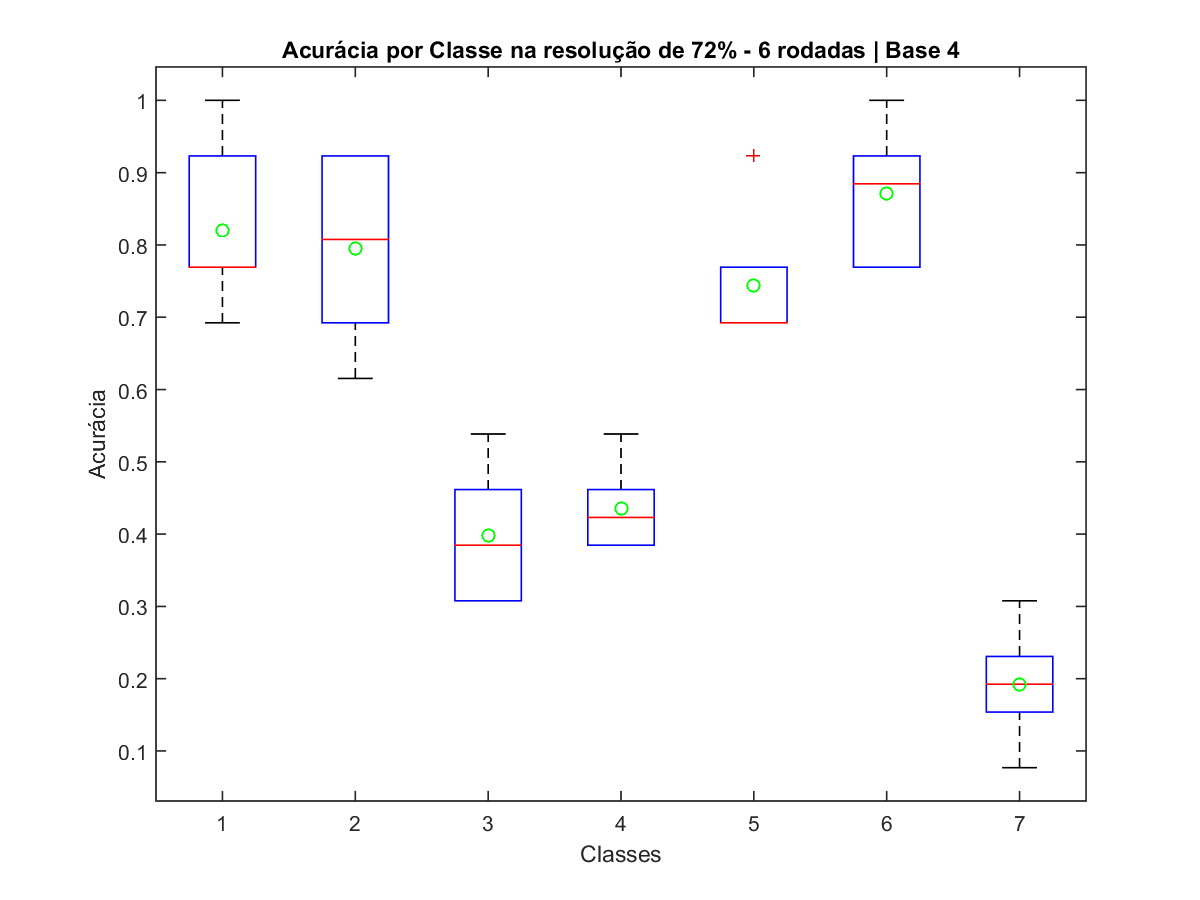 Acurácia por Classe na resolução de 72% - 6 rodadas | Base 4
1
0.9
0.8
0.7
0.6
0.5
0.4
0.3
0.2
0.1
Acurácia
1 2 3 4 5 6 7
Classes